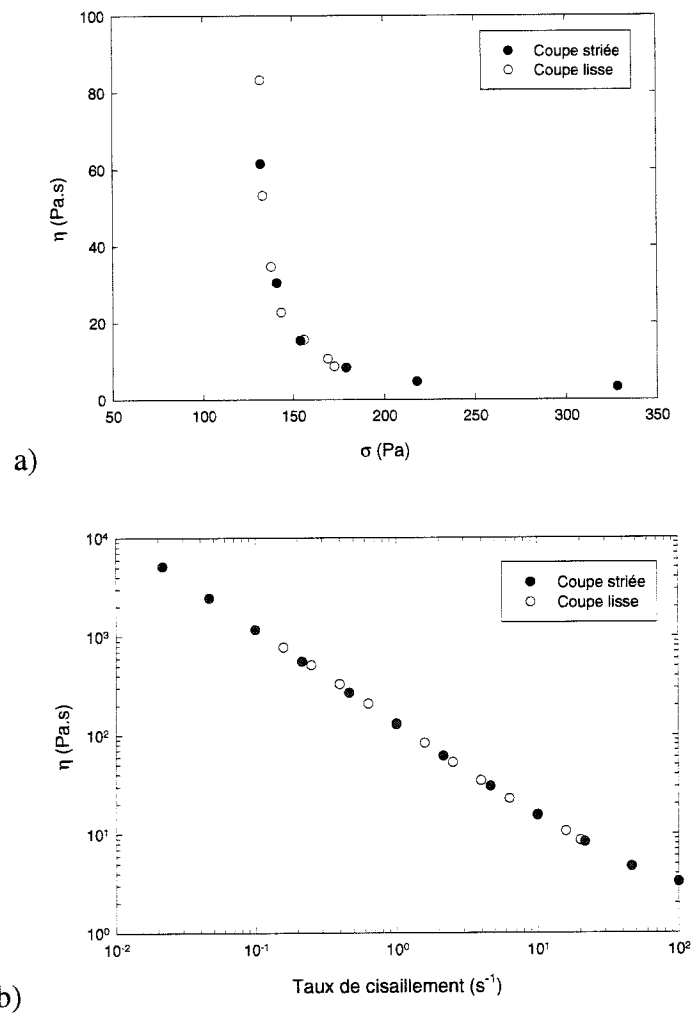 100
80
60
40
20
0
η (Pa.s)
Coupe striée
Coupe lisse
50 100 150 200 250 300 350
σ (Pa)
a)
10⁴
10³
10²
10¹
10⁰
η (Pa.s)
Coupe striée
Coupe lisse
10⁻² 10⁻¹ 10⁰ 10¹ 10²
Taux de cisaillement (s⁻¹)
b)